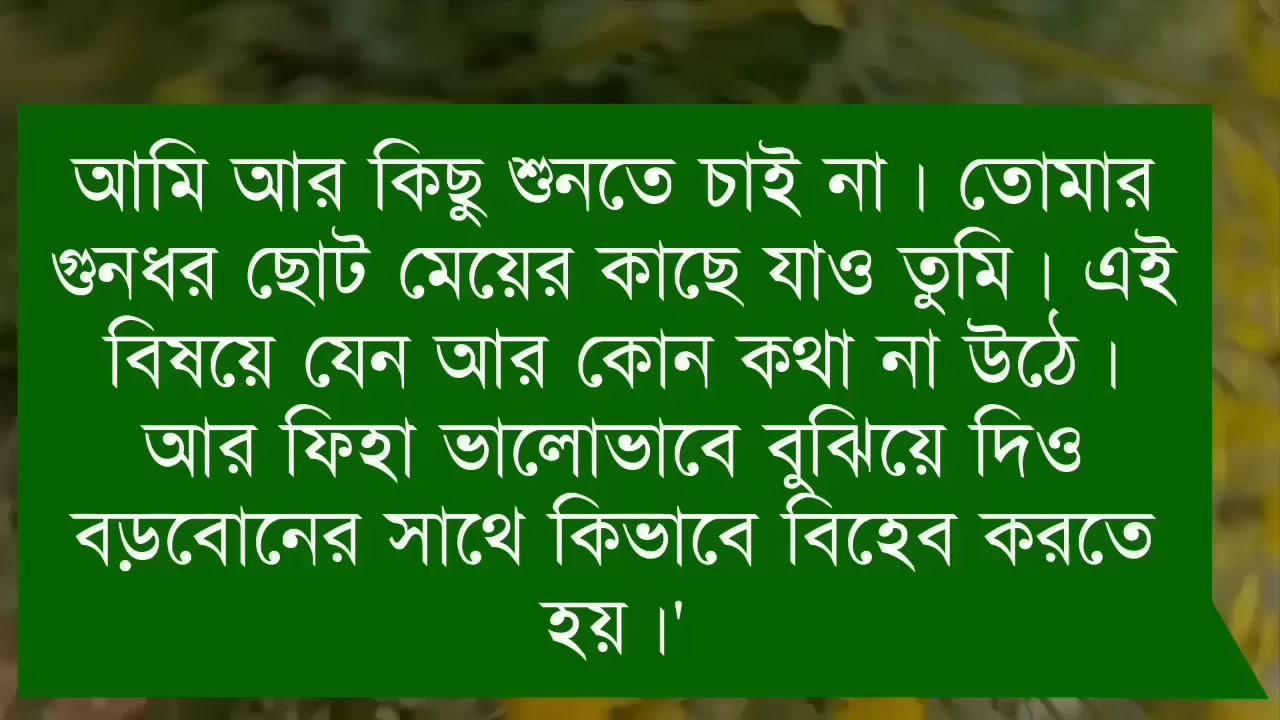 আমি আর কিছু শুনতে চাই না। তোমার
গুনধর ছোট মেয়ের কাছে যাও তুমি। এই
বিষয়ে যেন আর কোন কথা না উঠে।
আর ফিহা ভালোভাবে বুঝিয়ে দিও
বড়বোনের সাথে কিভাবে বিহেব করতে
হয়।'